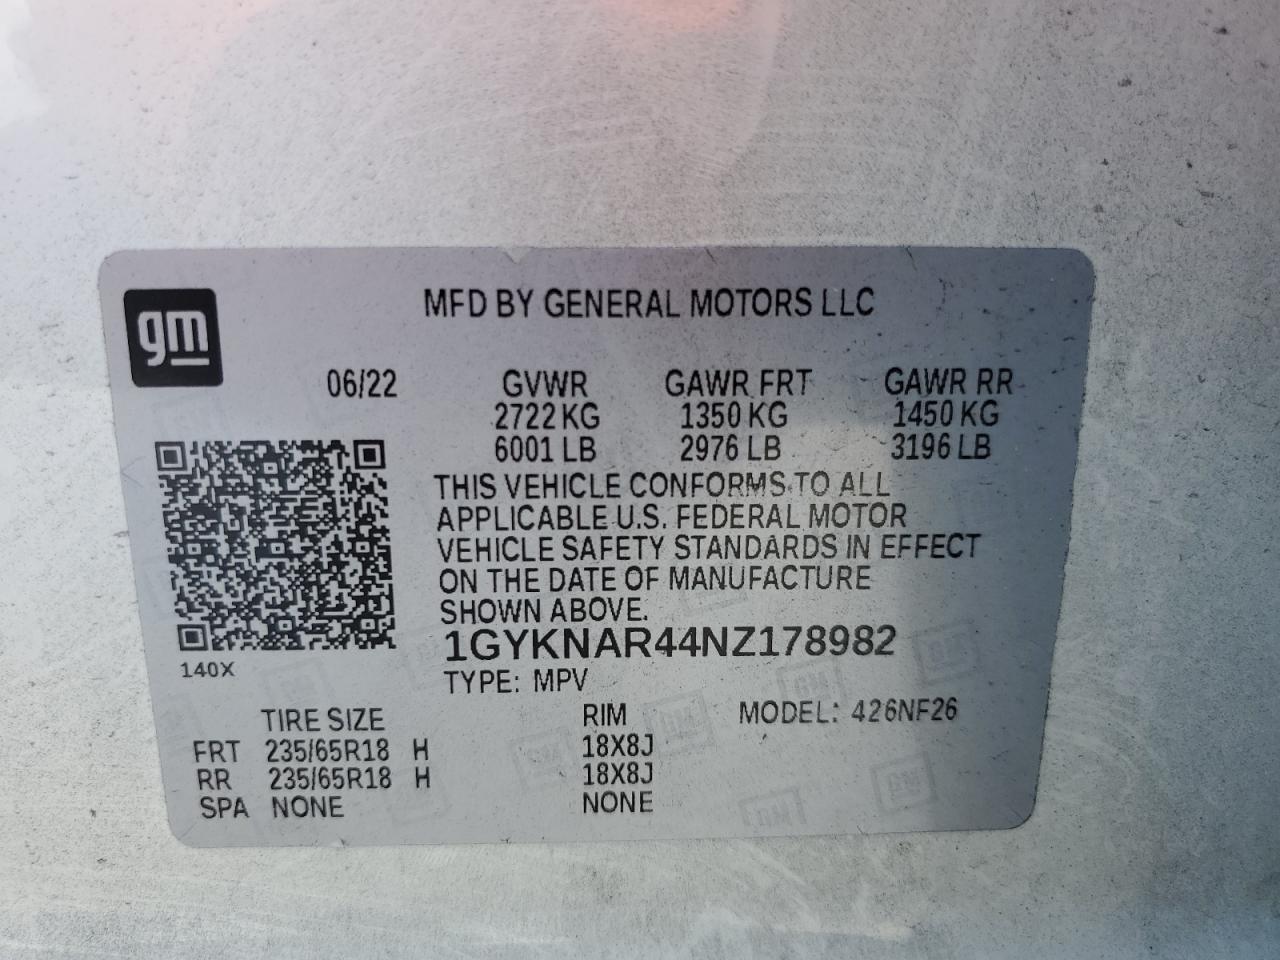 gm
MFD BY GENERAL MOTORS LLC
06/22 GVWR GAWR FRT GAWR RR
2722 KG 1350 KG 1450 KG
6001 LB 2976 LB 3196 LB
THIS VEHICLE CONFORMS TO ALL
APPLICABLE U.S. FEDERAL MOTOR
VEHICLE SAFETY STANDARDS IN EFFECT
ON THE DATE OF MANUFACTURE
SHOWN ABOVE.
1GYKNAR44NZ178982
140X
TYPE: MPV
TIRE SIZE RIM MODEL: 426NF26
FRT 235/65R18 H 18X8J
RR 235/65R18 H 18X8J
SPA NONE NONE